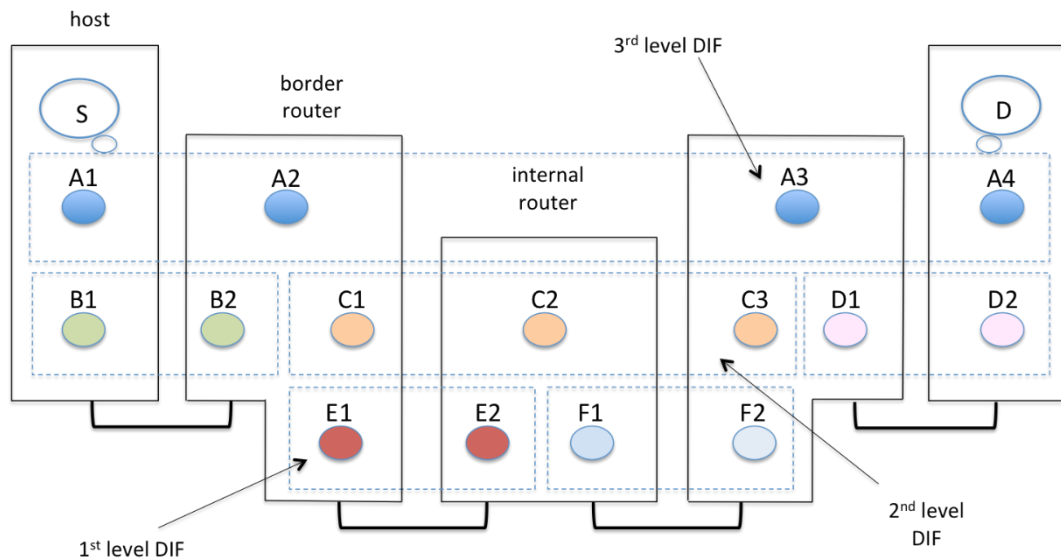 host
3rd level DIF
S
border
router
D
A1
A2
internal
router
A3
A4
B1
B2
C1
C2
C3
D1
D2
E1
E2
F1
F2
1st level DIF
2nd level
DIF